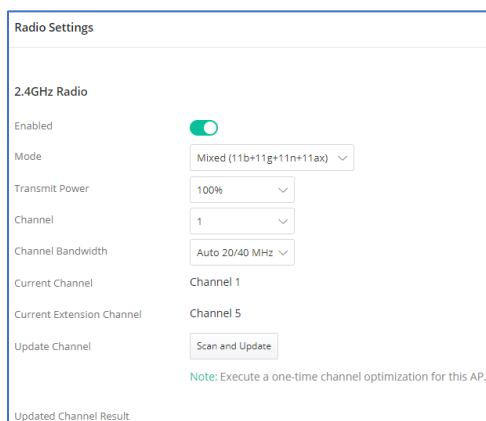 Radio Settings
2.4GHz Radio
Enabled
Mode Mixed (11b+11g+11n+11ax)
Transmit Power 100%
Channel 1
Channel Bandwidth Auto 20/40 MHz
Current Channel Channel 1
Current Extension Channel Channel 5
Update Channel Scan and Update
Note: Execute a one-time channel optimization for this AP.
Updated Channel Result